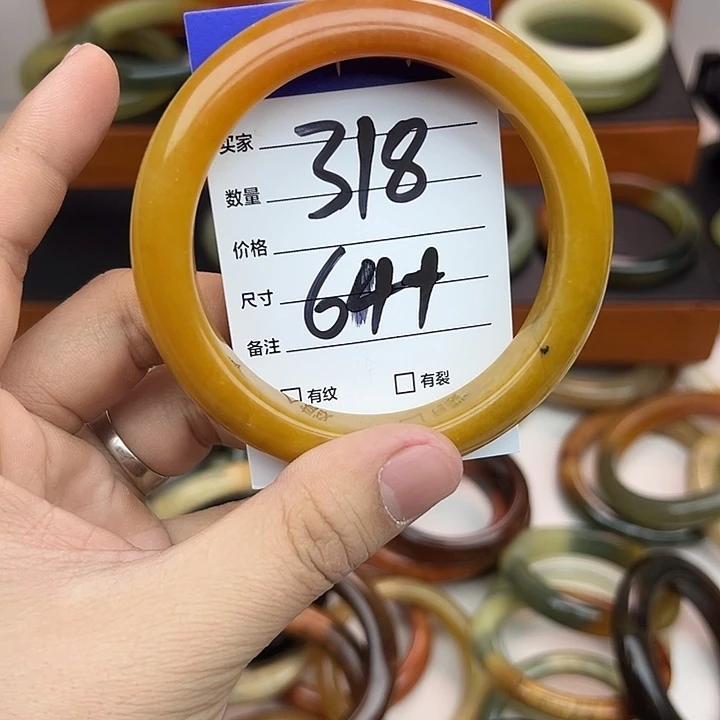 买家
318
数量
价格
尺寸 64+
备注
□ 有纹 □ 有裂